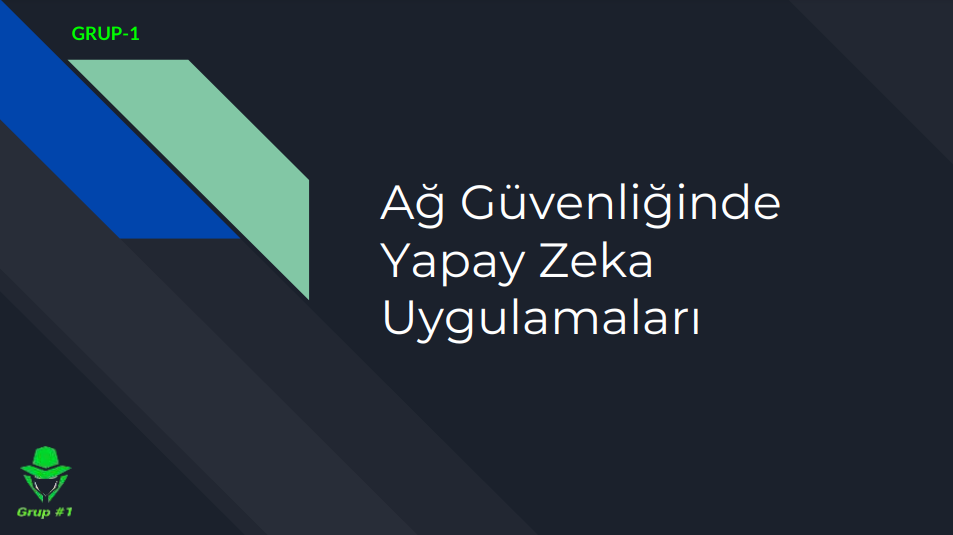 GRUP-1
Ağ Güvenliğinde
Yapay Zeka
Uygulamaları
Grup #1